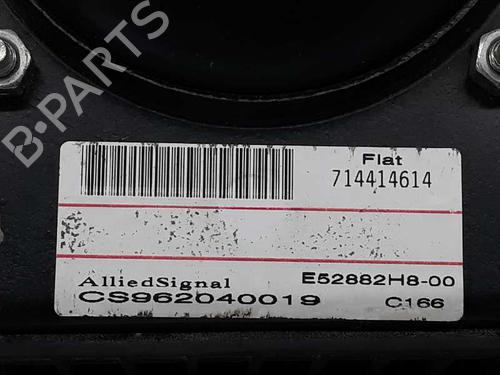 B-PARTS
Fiat
714414614
AlliedSignal E52882H8-00
CS962040019 C166